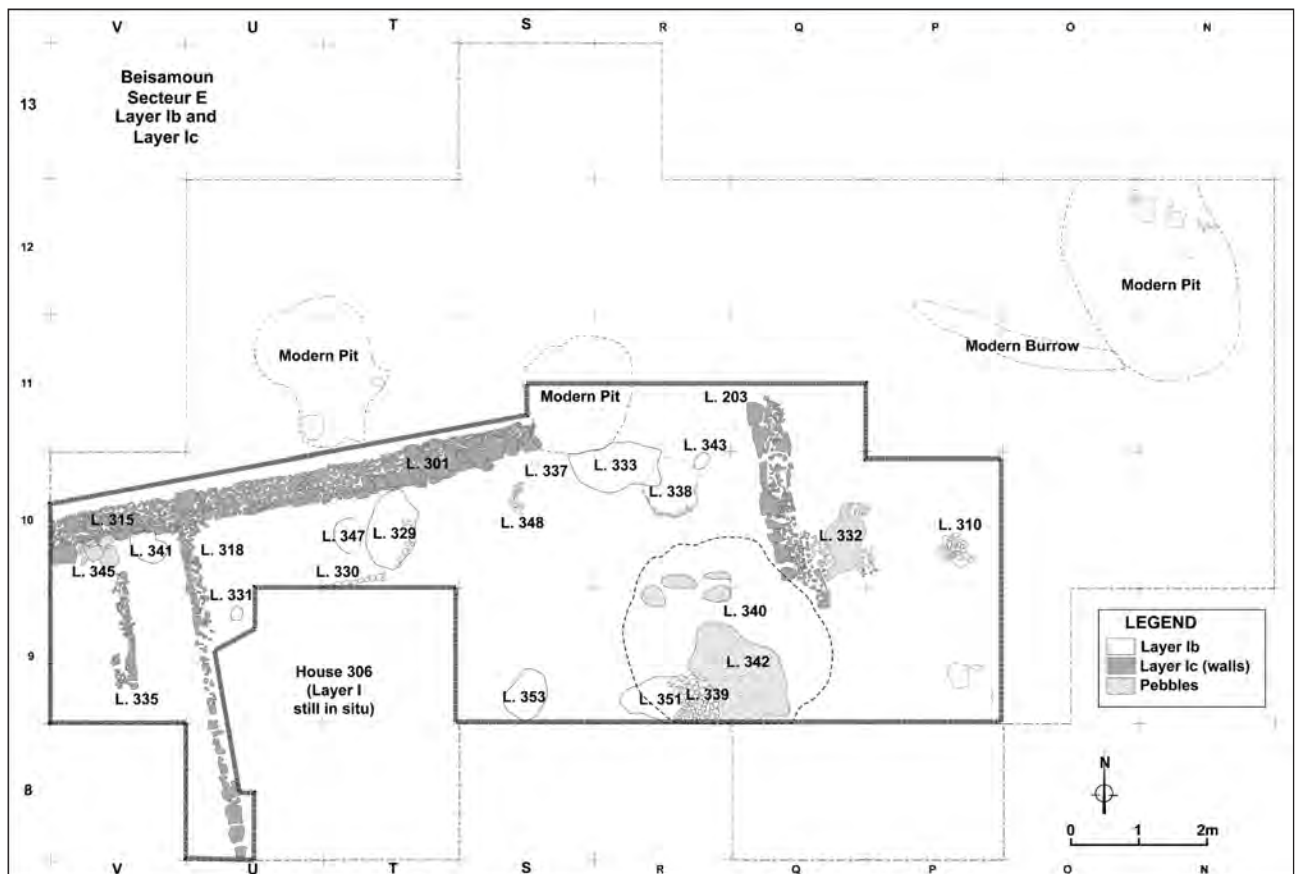 V U T S R Q P O N
13
Beisamoun
Secteur E
Layer Ib and
Layer Ic
12
Modern Pit
Modern Pit
Modern Burrow
11
Modern Pit
L. 203
L. 301
L. 337
L. 333
L. 343
L. 338
10
L. 315
L. 348
L. 347
L. 329
L. 332
L. 310
L. 341
L. 318
L. 345
L. 330
L. 331
L. 340
LEGEND
Layer Ib
Layer Ic (walls)
Pebbles
9
House 306
(Layer I
still in situ)
L. 342
L. 335
L. 353
L. 351
L. 339
N
8
0 1 2m
V U T S R Q P O N